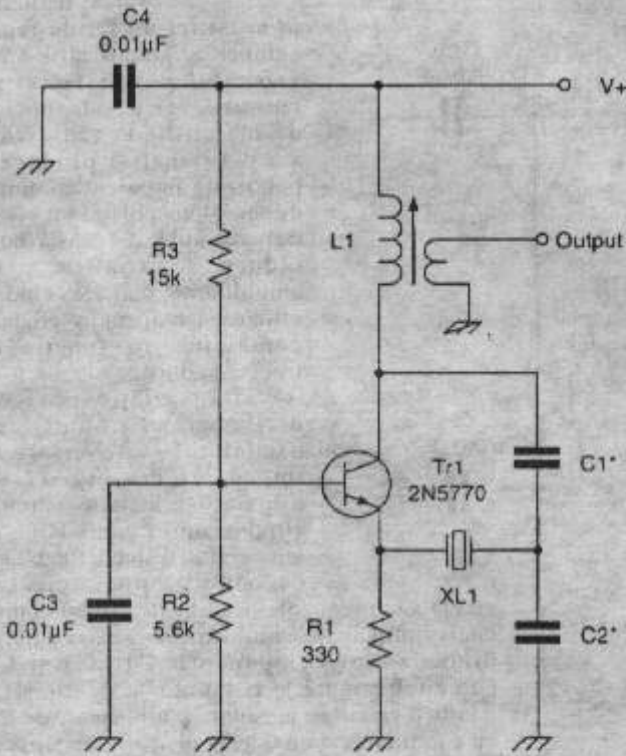 C4
0.01µF
V+
R3
15k
L1
Output
Tr1
2N5770
C1*
XL1
C3
0.01µF
R2
5.6k
R1
330
C2*